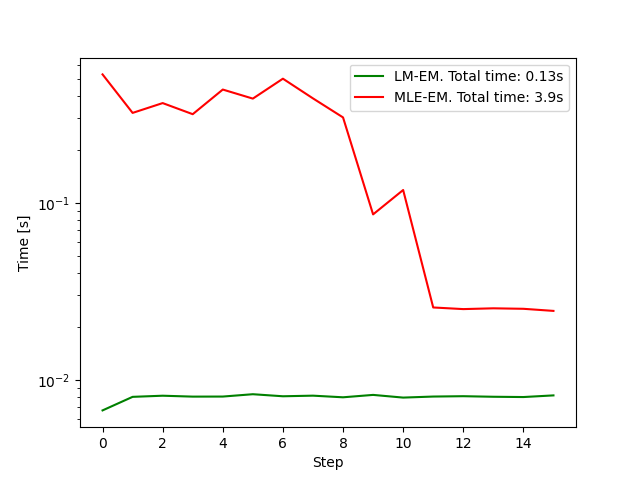 LM-EM. Total time: 0.13s
MLE-EM. Total time: 3.9s
10⁻¹
10⁻²
Time [s]
0 2 4 6 8 10 12 14
Step